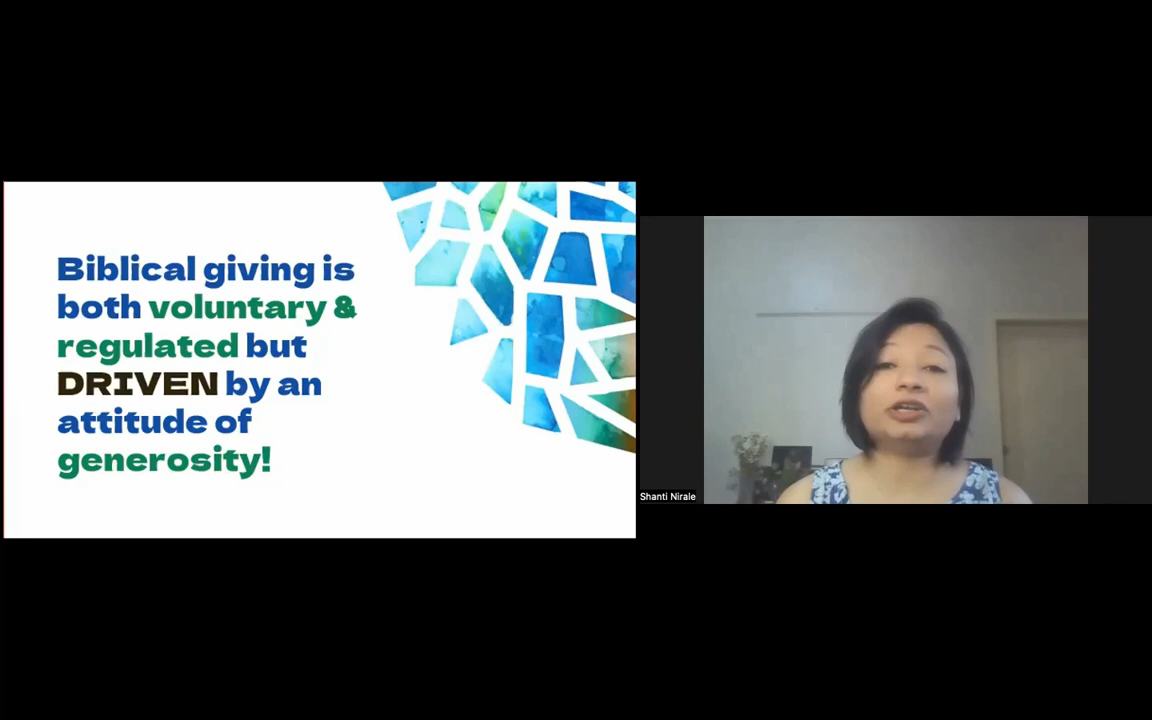 Biblical giving is
both voluntary &
regulated but
DRIVEN by an
attitude of
generosity!
Shanti Nirale